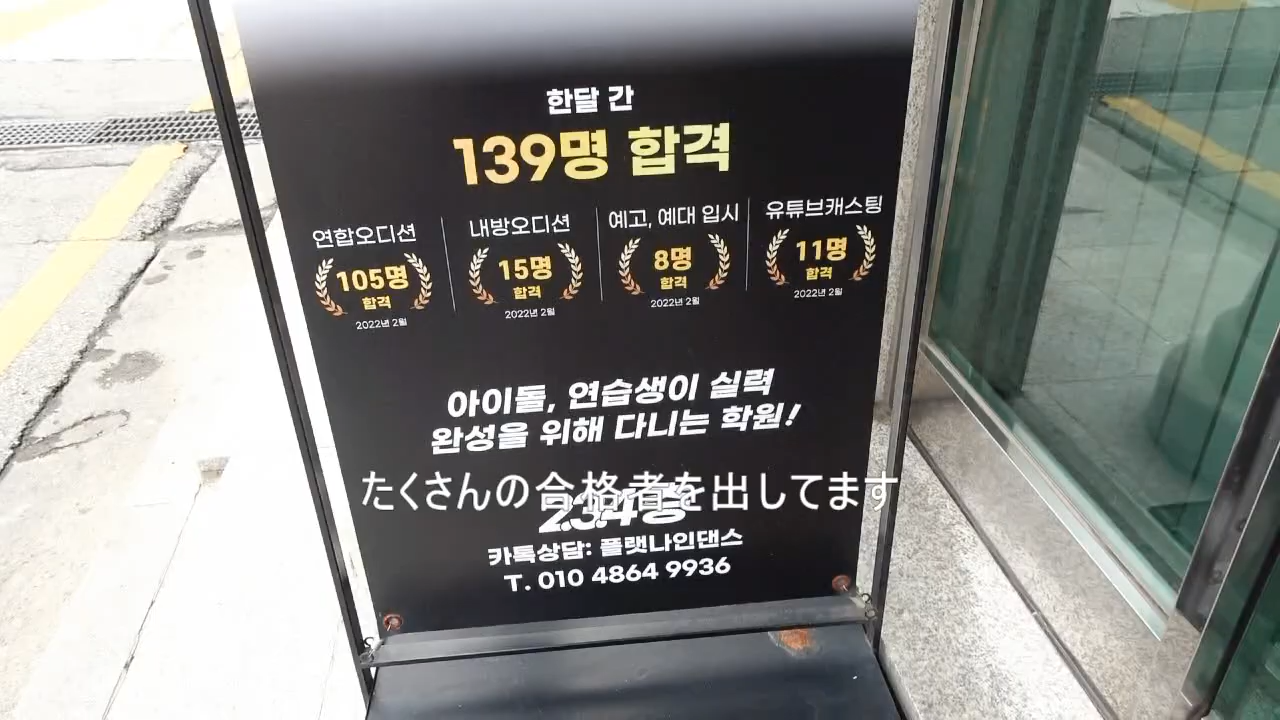 한달 간
139명 합격
연합오디션
105명
합격
2022년 2월
내방오디션
15명
합격
2022년 2월
예고, 예대 입시
8명
합격
2022년 2월
유튜브캐스팅
11명
합격
2022년 2월
아이돌, 연습생이 실력
완성을 위해 다니는 학원!
たくさんの合格者を出してます
카톡상담: 플랫나인댄스
T. 010 4864 9936